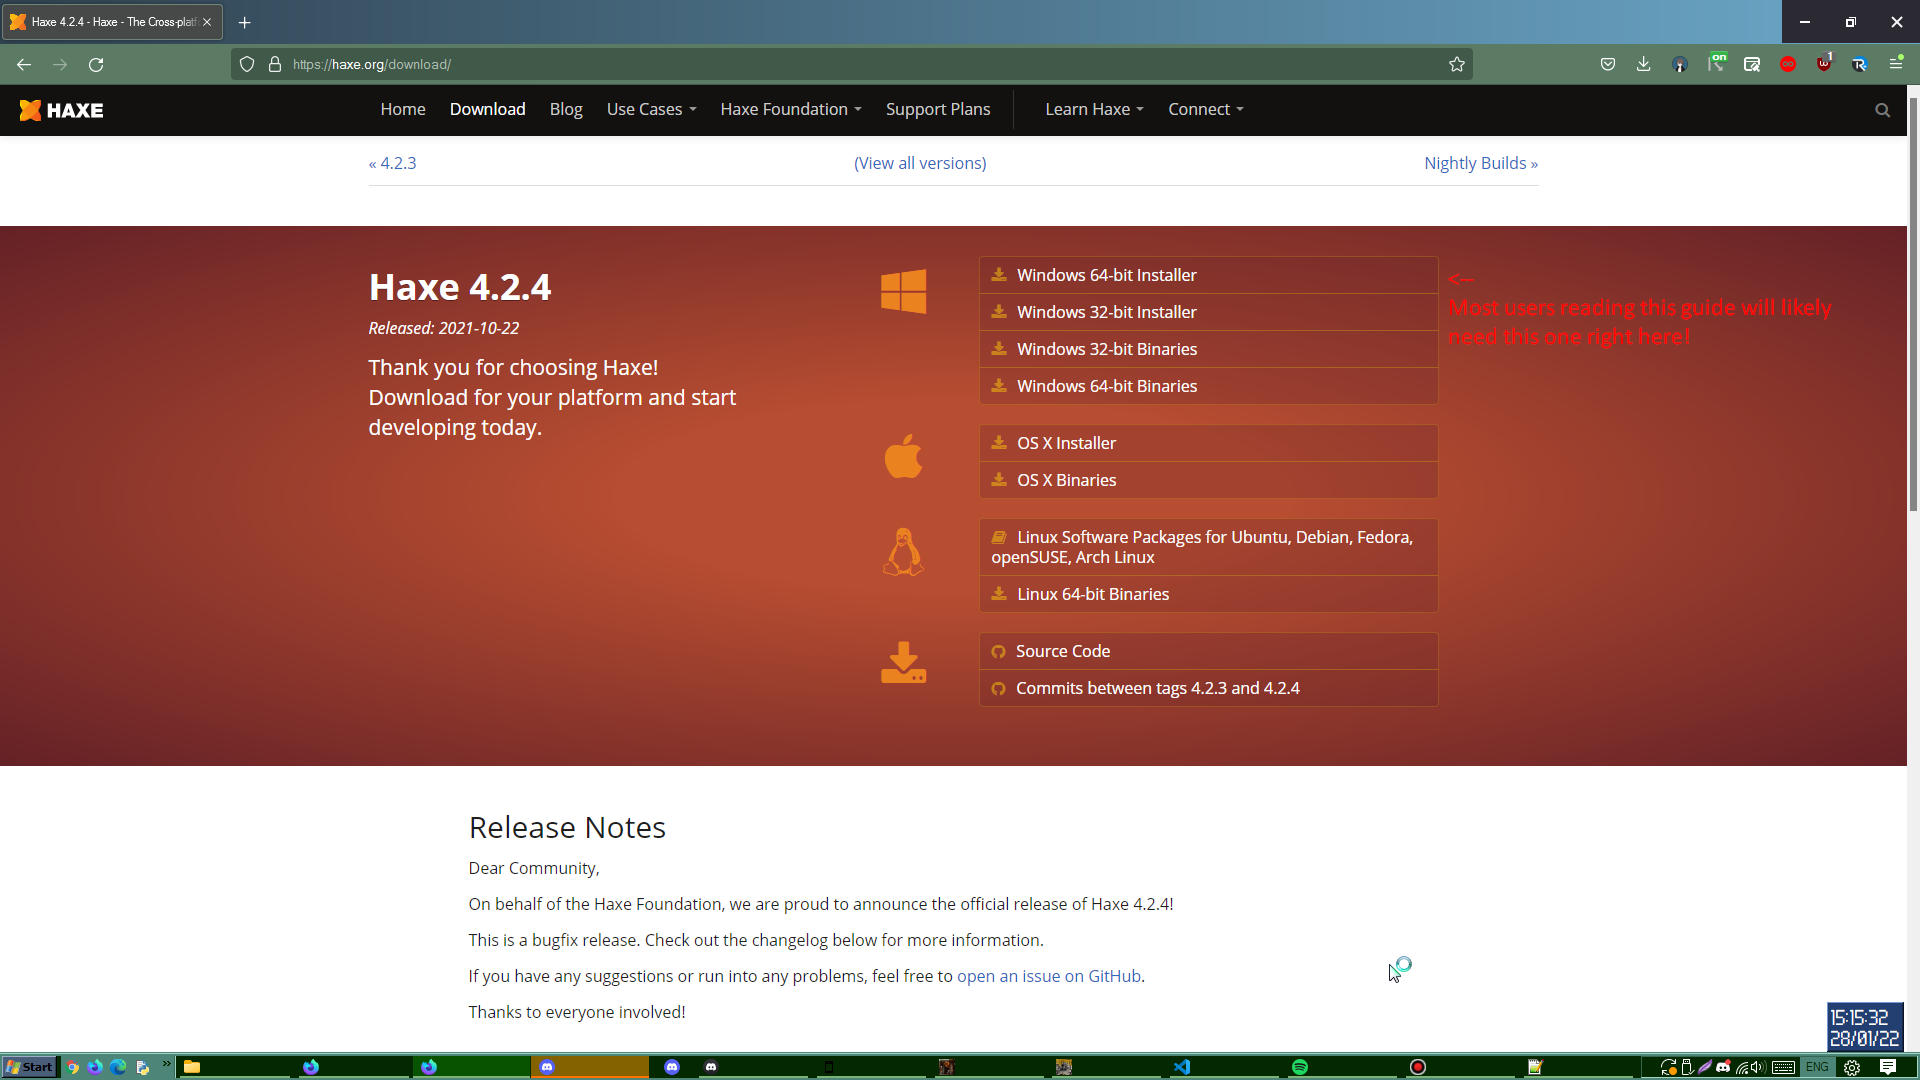 Haxe 4.2.4 - Haxe - The Cross-platf
https://haxe.org/download/
on
1
HAXE
Home
Download
Blog
Use Cases
Haxe Foundation
Support Plans
Learn Haxe
Connect
« 4.2.3
(View all versions)
Nightly Builds »
Haxe 4.2.4
Released: 2021-10-22
Thank you for choosing Haxe!
Download for your platform and start
developing today.
Windows 64-bit Installer
Windows 32-bit Installer
Windows 32-bit Binaries
Windows 64-bit Binaries
<--
Most users reading this guide will likely
need this one right here!
OS X Installer
OS X Binaries
Linux Software Packages for Ubuntu, Debian, Fedora,
openSUSE, Arch Linux
Linux 64-bit Binaries
Source Code
Commits between tags 4.2.3 and 4.2.4
Release Notes
Dear Community,
On behalf of the Haxe Foundation, we are proud to announce the official release of Haxe 4.2.4!
This is a bugfix release. Check out the changelog below for more information.
If you have any suggestions or run into any problems, feel free to open an issue on GitHub.
Thanks to everyone involved!
15:15:32
28/01/22
Start
ENG